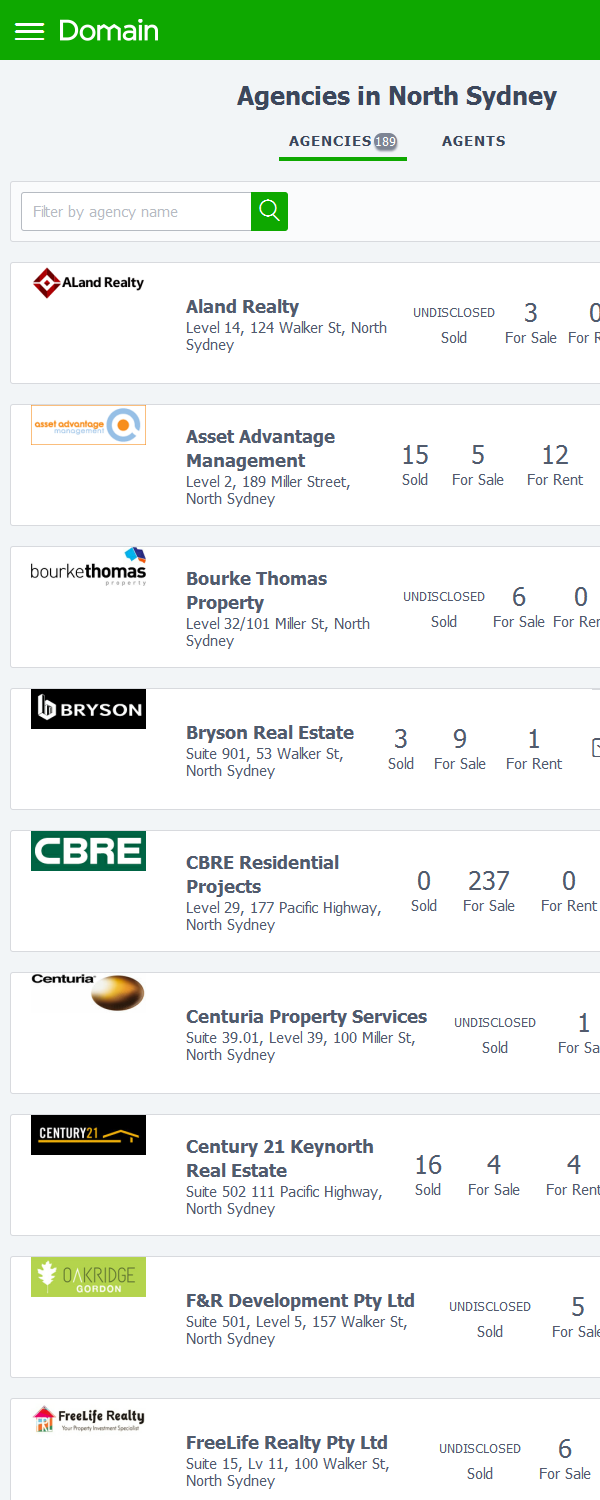 Domain
Agencies in North Sydney
AGENCIES 189 AGENTS
Filter by agency name
ALand Realty
Aland Realty
Level 14, 124 Walker St, North
Sydney
UNDISCLOSED 3 0
Sold For Sale For R
asset advantage
management
Asset Advantage
Management
Level 2, 189 Miller Street,
North Sydney
15 5 12
Sold For Sale For Rent
bourkethomas
property
Bourke Thomas
Property
Level 32/101 Miller St, North
Sydney
UNDISCLOSED 6 0
Sold For Sale For Ren
BRYSON
Bryson Real Estate
Suite 901, 53 Walker St,
North Sydney
3 9 1
Sold For Sale For Rent
CBRE
CBRE Residential
Projects
Level 29, 177 Pacific Highway,
North Sydney
0 237 0
Sold For Sale For Rent
Centuria
Centuria Property Services
Suite 39.01, Level 39, 100 Miller St,
North Sydney
UNDISCLOSED 1
Sold For Sa
CENTURY 21
Century 21 Keynorth
Real Estate
Suite 502 111 Pacific Highway,
North Sydney
16 4 4
Sold For Sale For Rent
OAKRIDGE
GORDON
F&R Development Pty Ltd
Suite 501, Level 5, 157 Walker St,
North Sydney
UNDISCLOSED 5
Sold For Sale
FreeLife Realty
Your Property Investment Specialist
FreeLife Realty Pty Ltd
Suite 15, Lv 11, 100 Walker St,
North Sydney
UNDISCLOSED 6
Sold For Sale